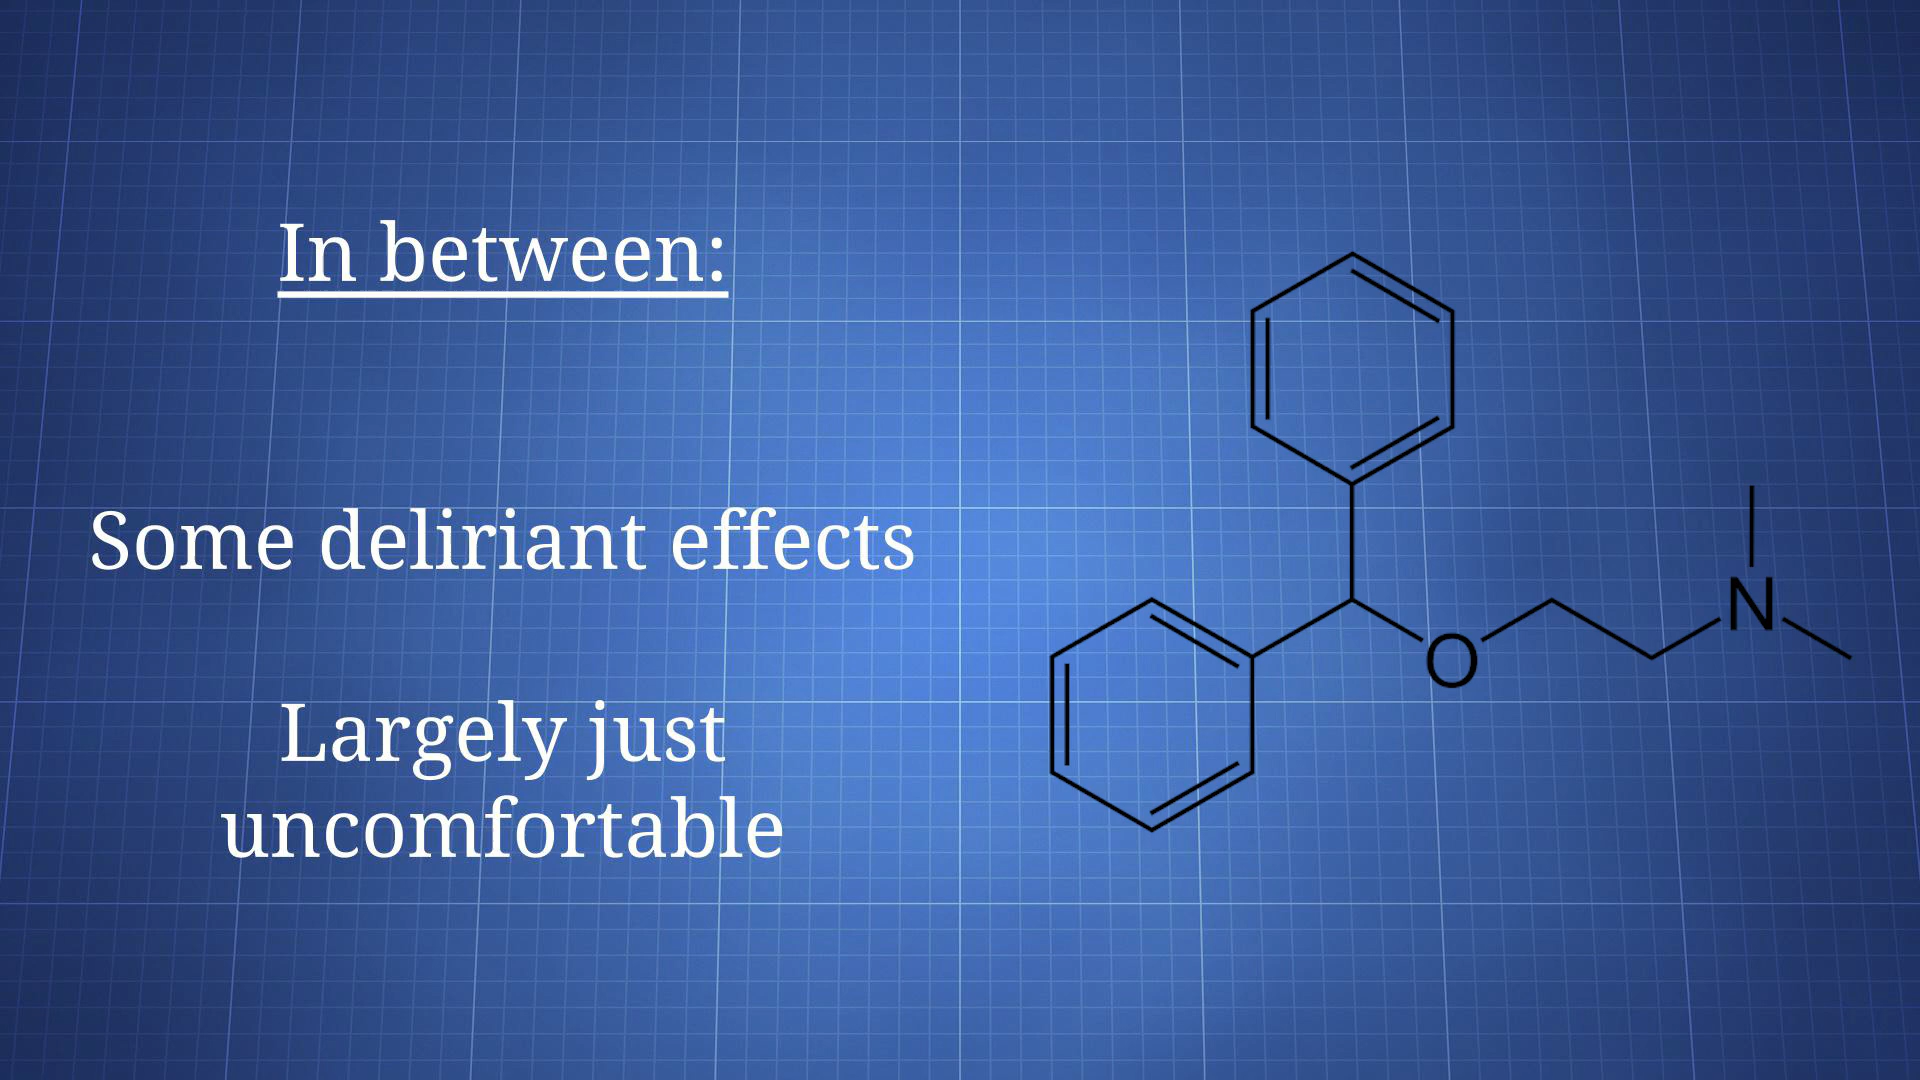 In between:
Some deliriant effects
Largely just
uncomfortable
N
O